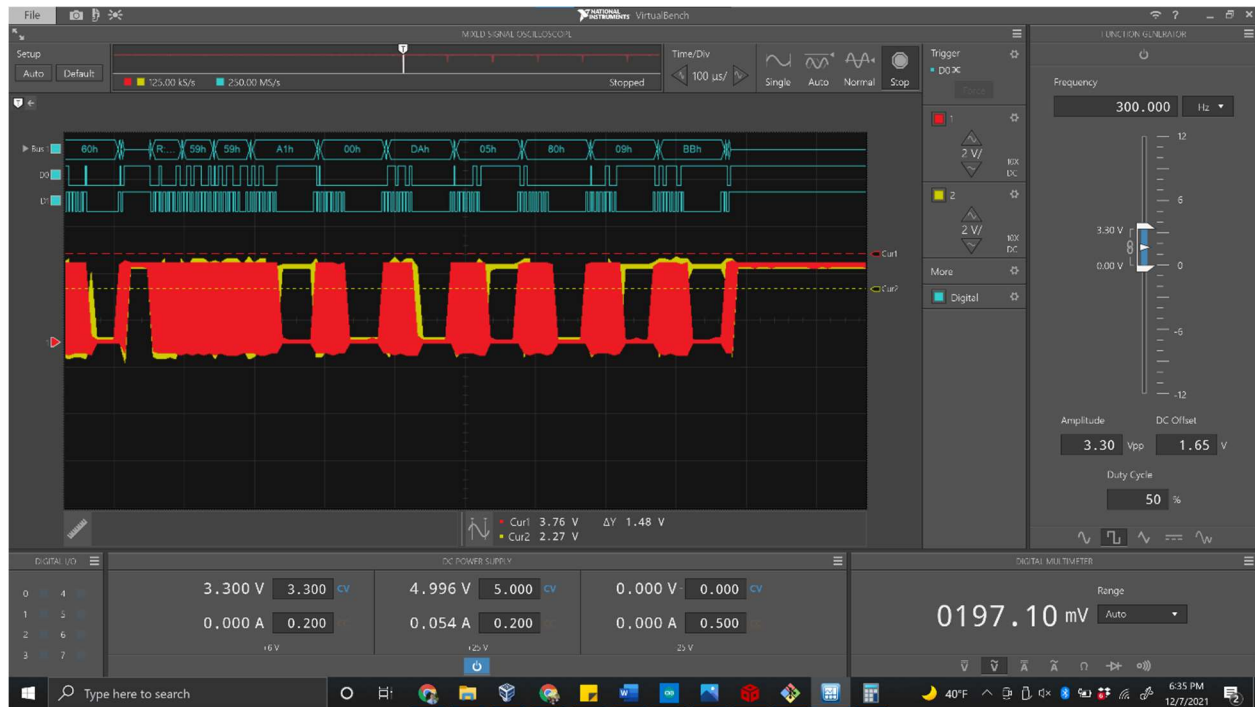 File
NATIONAL INSTRUMENTS VirtualBench
MIXED SIGNAL OSCILLOSCOPE
Setup
Auto Default
125.00 kS/s 250.00 MS/s Stopped
Time/Div
100 µs/
Single Auto Normal Stop
Trigger
D0
Force
1
2 V/
10X
DC
2
2 V/
10X
DC
More
Digital
Bus 1 60h R:... 59h 59h A1h 00h DAh 05h 80h 09h BBh
D0
D1
Cur1
Cur2
Cur1 3.76 V ΔY 1.48 V
Cur2 2.27 V
FUNCTION GENERATOR
Frequency
300.000 Hz
12
6
3.30 V
0.00 V 0
-6
-12
Amplitude DC Offset
3.30 Vpp 1.65 V
Duty Cycle
50 %
DIGITAL I/O
0 4
1 5
2 6
3 7
DC POWER SUPPLY
3.300 V 3.300 CV 4.996 V 5.000 CV 0.000 V 0.000 CV
0.000 A 0.200 0.054 A 0.200 0.000 A 0.500
+6 V +25 V 25 V
DIGITAL MULTIMETER
Range
0197.10 mV Auto
Type here to search
40°F
6:35 PM
12/7/2021
2